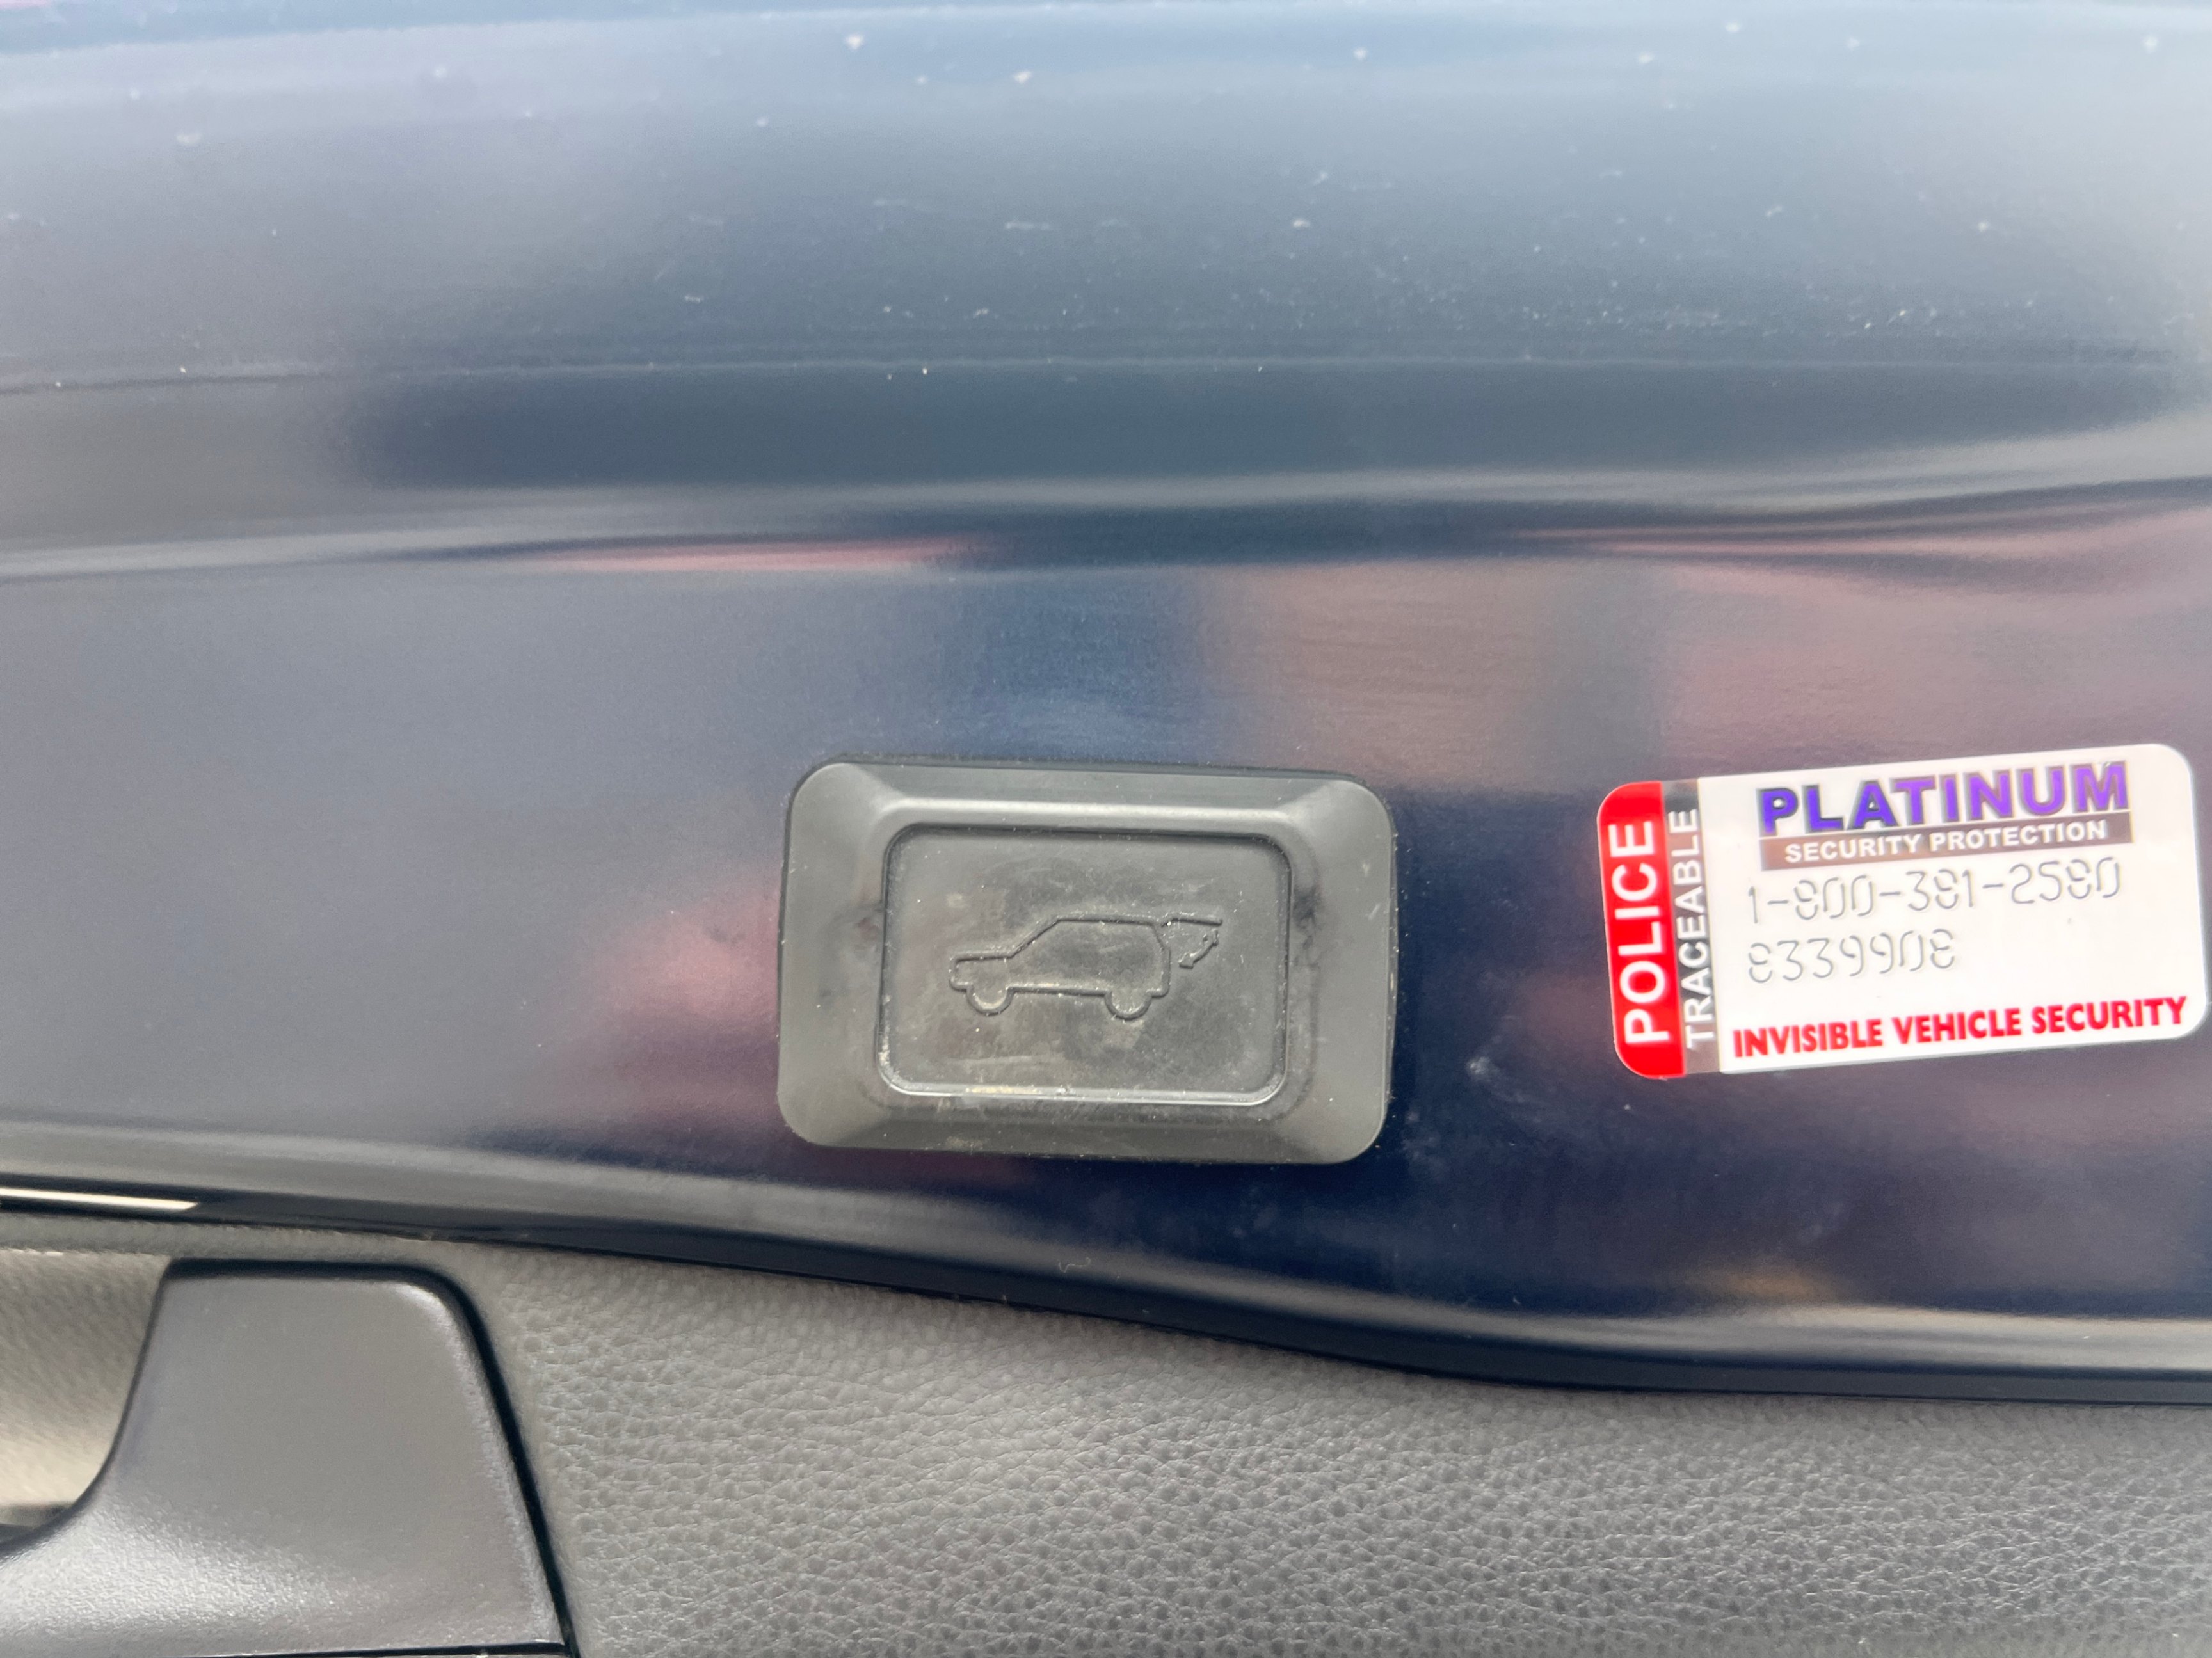 POLICE
TRACEABLE
PLATINUM
SECURITY PROTECTION
1-800-381-2580
8339908
INVISIBLE VEHICLE SECURITY